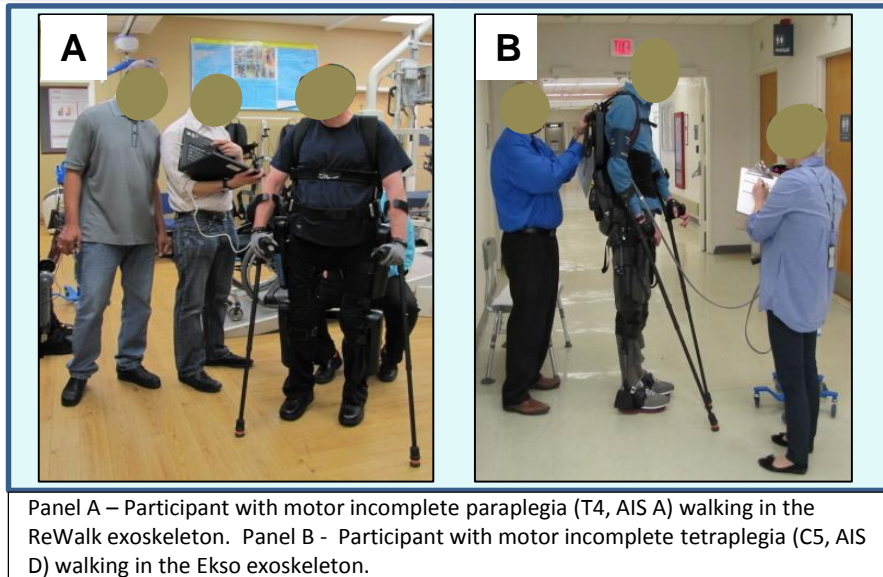 A
B
Panel A – Participant with motor incomplete paraplegia (T4, AIS A) walking in the
ReWalk exoskeleton.  Panel B -  Participant with motor incomplete tetraplegia (C5, AIS
D) walking in the Ekso exoskeleton.